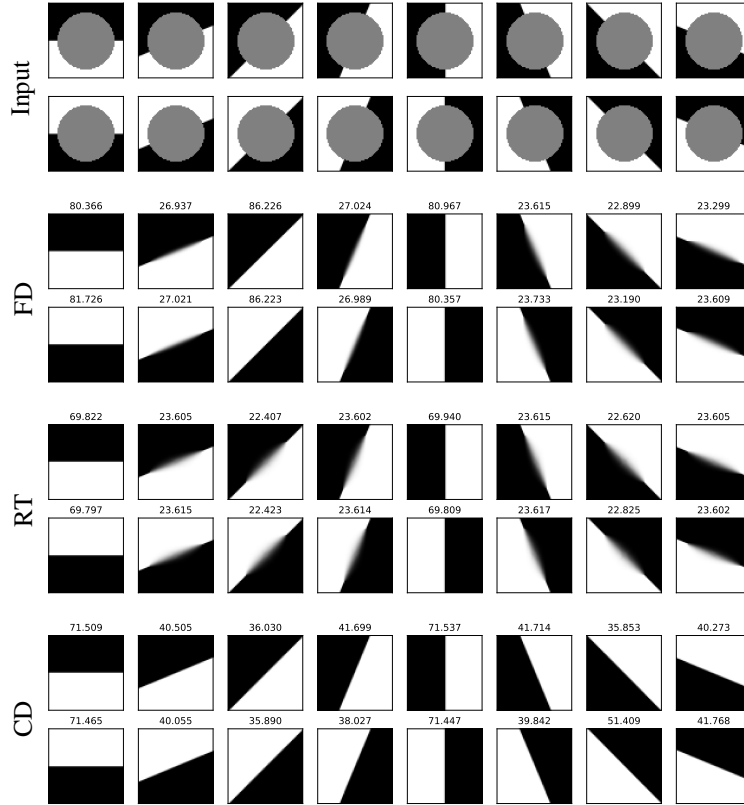 Input
80.366 26.937 86.226 27.024 80.967 23.615 22.899 23.299
FD
81.726 27.021 86.223 26.989 80.357 23.733 23.190 23.609
69.822 23.605 22.407 23.602 69.940 23.615 22.620 23.605
RT
69.797 23.615 22.423 23.614 69.809 23.617 22.825 23.602
71.509 40.505 36.030 41.699 71.537 41.714 35.853 40.273
CD
71.465 40.055 35.890 38.027 71.447 39.842 51.409 41.768